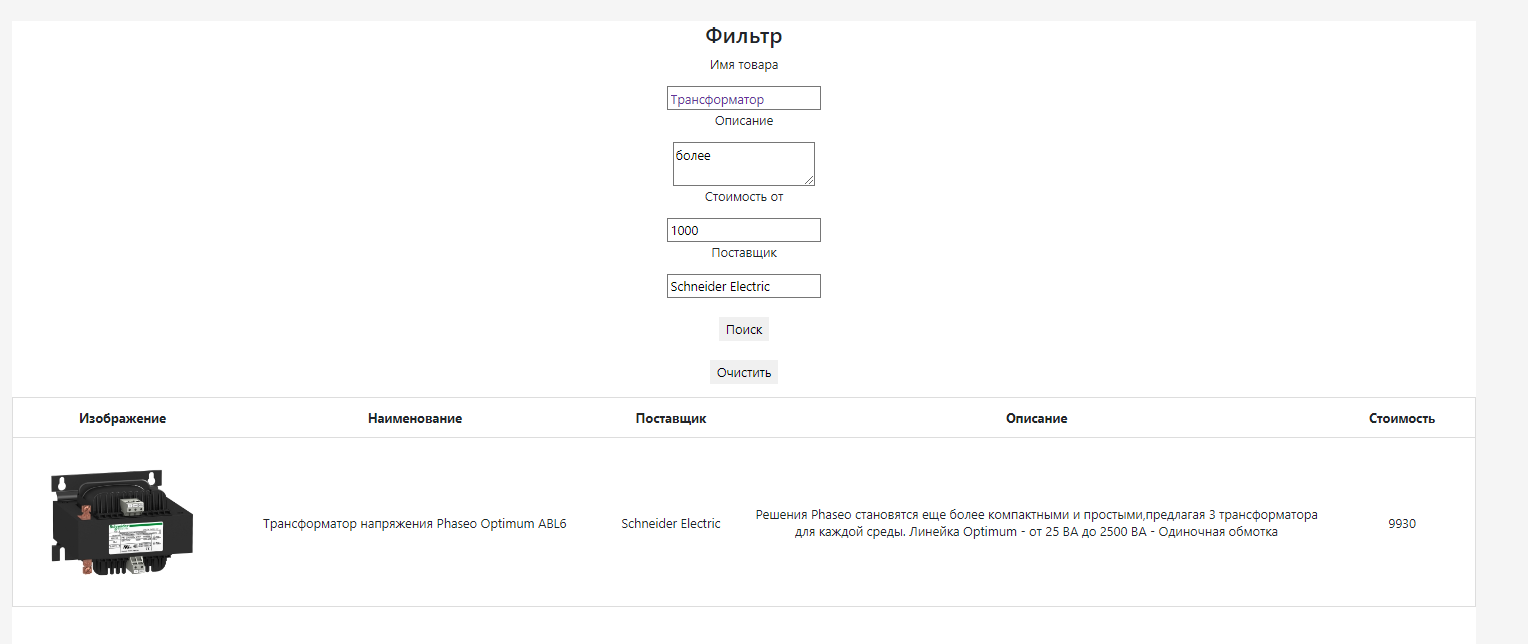 Фильтр
Имя товара
Трансформатор
Описание
более
Стоимость от
1000
Поставщик
Schneider Electric
Поиск
Очистить
Изображение Наименование Поставщик Описание Стоимость
Трансформатор напряжения Phaseo Optimum ABL6 Schneider Electric Решения Phaseo становятся еще более компактными и простыми,предлагая 3 трансформатора 9930
для каждой среды. Линейка Optimum - от 25 ВА до 2500 ВА - Одиночная обмотка